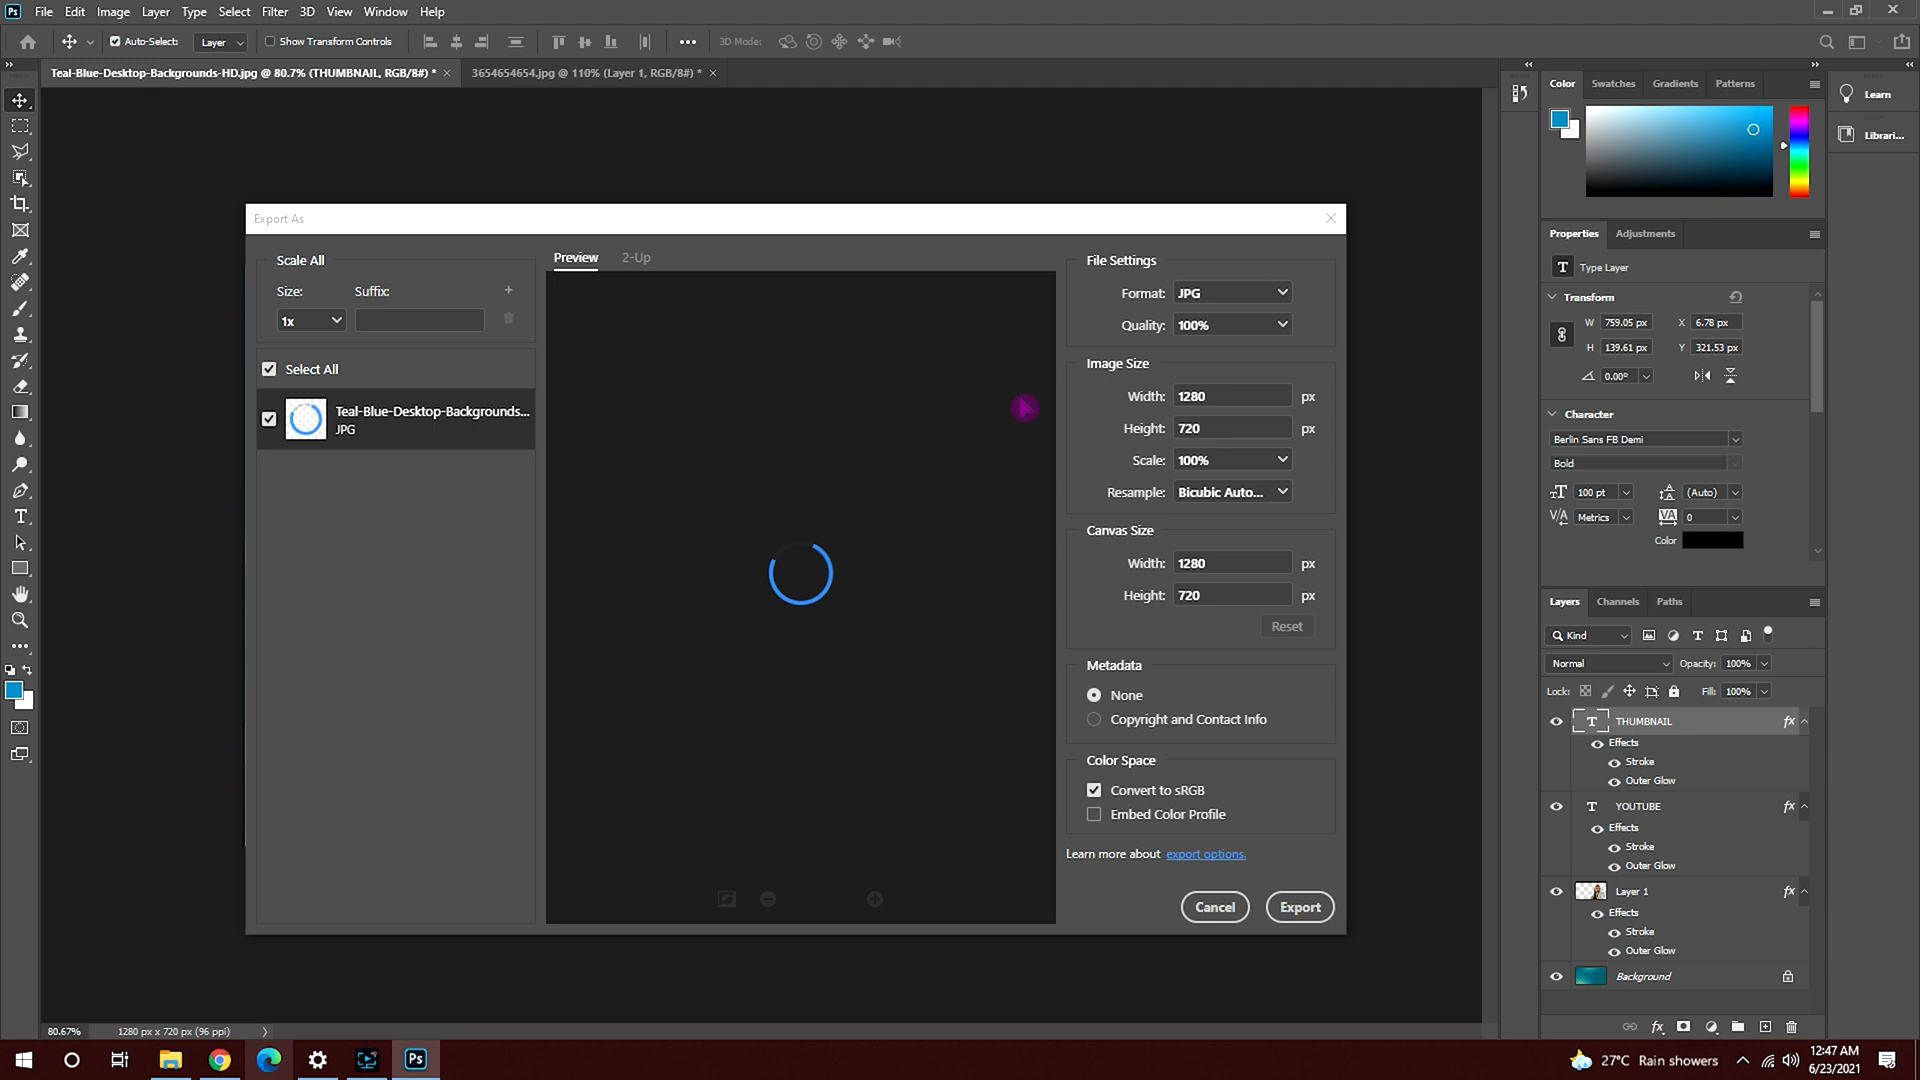 Ps File Edit Image Layer Type Select Filter 3D View Window Help
Auto-Select: Layer Show Transform Controls 3D Mode:
Teal-Blue-Desktop-Backgrounds-HD.jpg @ 80.7% (THUMBNAIL, RGB/8#) * 3654654654.jpg @ 110% (Layer 1, RGB/8#) *
Export As
Scale All
Size: Suffix:
1x
Select All
Teal-Blue-Desktop-Backgrounds...
JPG
Preview 2-Up
File Settings
Format: JPG
Quality: 100%
Image Size
Width: 1280 px
Height: 720 px
Scale: 100%
Resample: Bicubic Auto...
Canvas Size
Width: 1280 px
Height: 720 px
Reset
Metadata
None
Copyright and Contact Info
Color Space
Convert to sRGB
Embed Color Profile
Learn more about export options.
Cancel Export
Color Swatches Gradients Patterns
Learn
Librari...
Properties Adjustments
T Type Layer
Transform
W 759.05 px X 6.78 px
H 139.61 px Y 321.53 px
0.00°
Character
Berlin Sans FB Demi
Bold
100 pt (Auto)
Metrics 0
Color
Layers Channels Paths
Kind
Normal Opacity: 100%
Lock: Fill: 100%
T THUMBNAIL fx
Effects
Stroke
Outer Glow
T YOUTUBE fx
Effects
Stroke
Outer Glow
Layer 1 fx
Effects
Stroke
Outer Glow
Background
80.67% 1280 px x 720 px (96 ppi)
Ps
27°C Rain showers
12:47 AM
6/23/2021